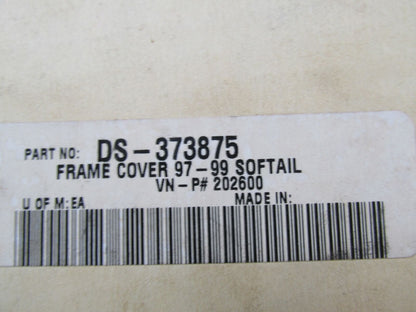 PART NO: DS-373875
FRAME COVER 97-99 SOFTAIL
VN-P# 202600
U OF M:EA MADE IN: